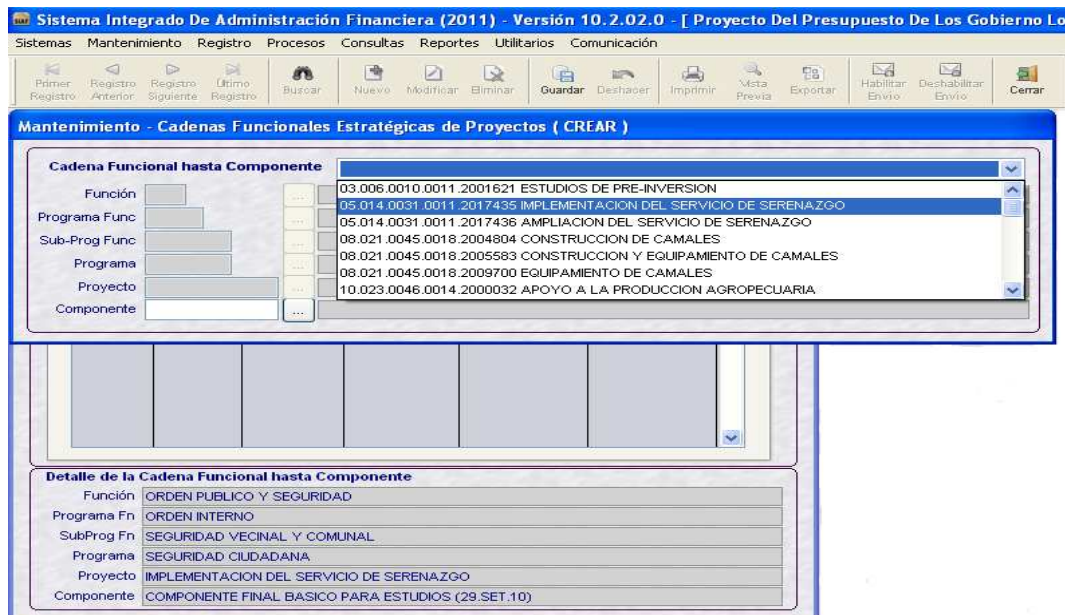 Sistema Integrado De Administración Financiera (2011) - Versión 10.2.02.0 - [ Proyecto Del Presupuesto De Los Gobierno Lo
Sistemas Mantenimiento Registro Procesos Consultas Reportes Utilitarios Comunicación
Primer Registro Registro Anterior Registro Siguiente Último Registro Buscar Nuevo Modificar Eliminar Guardar Deshacer Imprimir Vista Previa Exportar Habilitar Envio Deshabilitar Envio Cerrar
Mantenimiento - Cadenas Funcionales Estratégicas de Proyectos ( CREAR )
Cadena Funcional hasta Componente
03.006.0010.0011.2001621 ESTUDIOS DE PRE-INVERSION
05.014.0031.0011.2017435 IMPLEMENTACION DEL SERVICIO DE SERENAZGO
05.014.0031.0011.2017436 AMPLIACION DEL SERVICIO DE SERENAZGO
08.021.0045.0018.2004804 CONSTRUCCION DE CAMALES
08.021.0045.0018.2005583 CONSTRUCCION Y EQUIPAMIENTO DE CAMALES
08.021.0045.0018.2009700 EQUIPAMIENTO DE CAMALES
10.023.0046.0014.2000032 APOYO A LA PRODUCCION AGROPECUARIA
Función ...
Programa Func ...
Sub-Prog Func ...
Programa ...
Proyecto ...
Componente ...
Detalle de la Cadena Funcional hasta Componente
Función ORDEN PUBLICO Y SEGURIDAD
Programa Fn ORDEN INTERNO
SubProg Fn SEGURIDAD VECINAL Y COMUNAL
Programa SEGURIDAD CIUDADANA
Proyecto IMPLEMENTACION DEL SERVICIO DE SERENAZGO
Componente COMPONENTE FINAL BASICO PARA ESTUDIOS (29.SET.10)